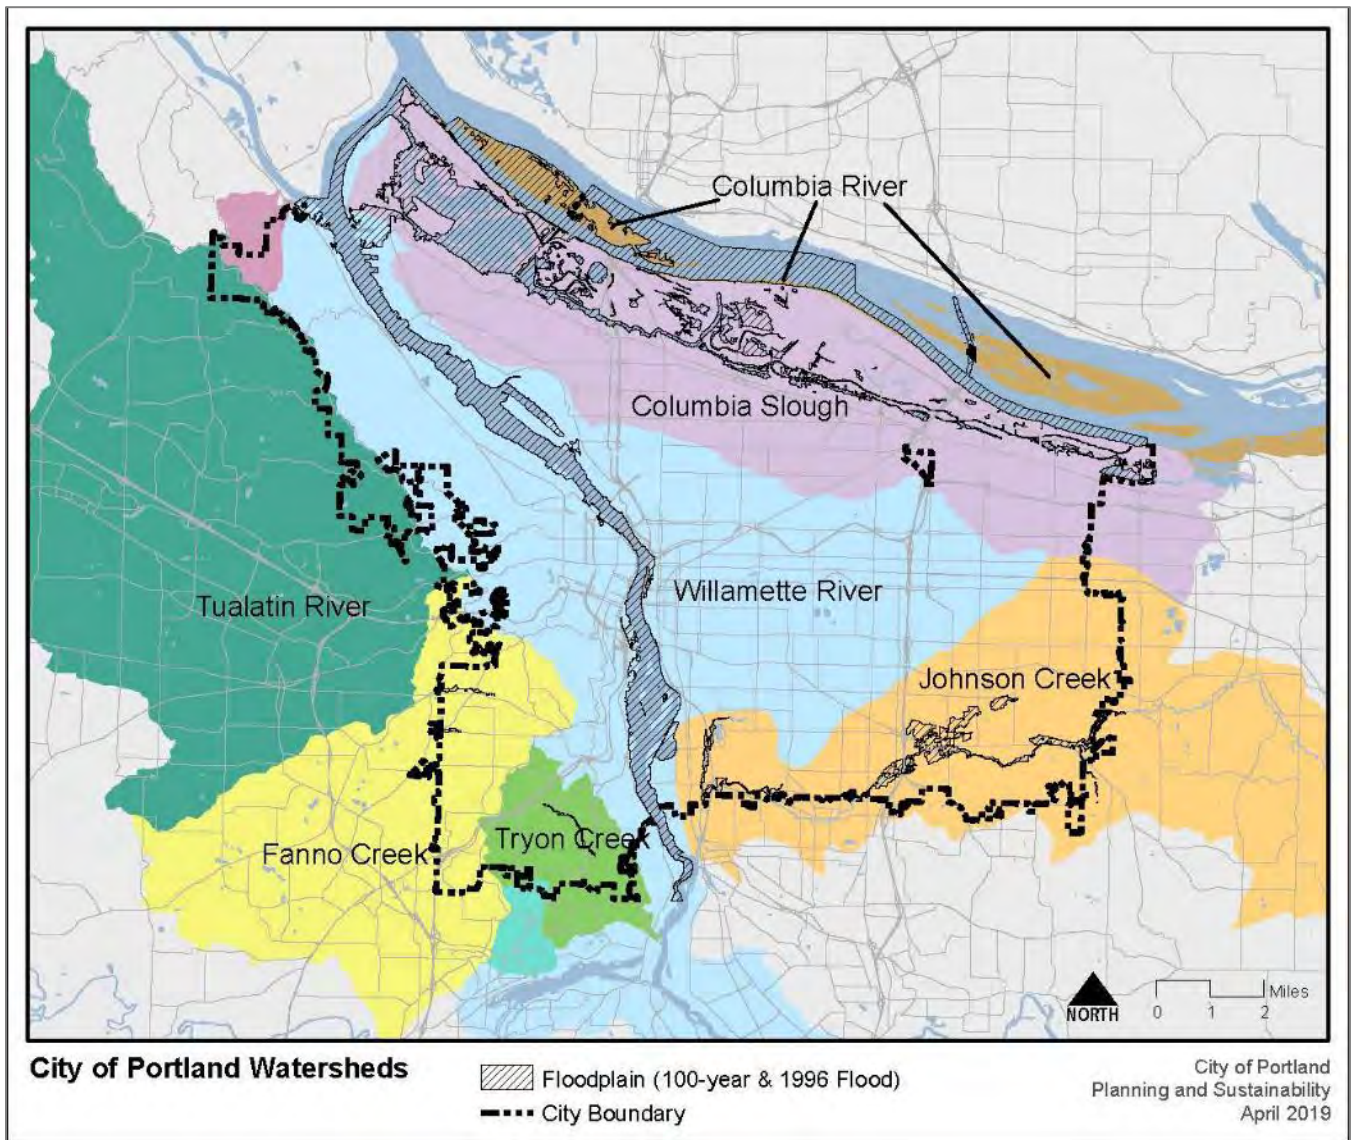 Columbia River
Columbia Slough
Tualatin River
Willamette River
Johnson Creek
Fanno Creek
Tryon Creek
NORTH
0 1 2 Miles
City of Portland Watersheds
Floodplain (100-year & 1996 Flood)
City Boundary
City of Portland
Planning and Sustainability
April 2019